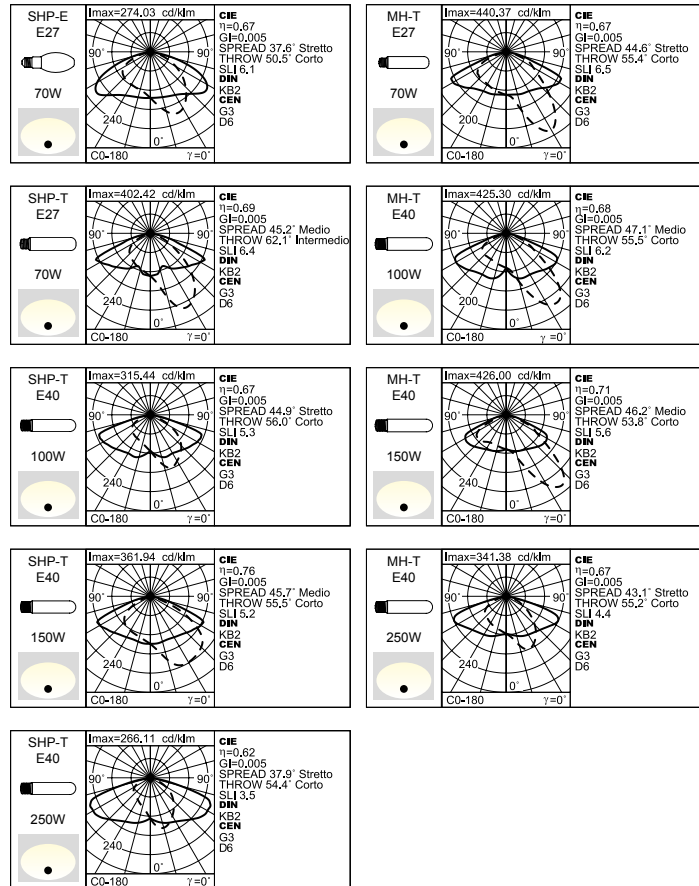 SHP-E
E27
70W
Imax=274.03 cd/klm
90°
90°
240
0°
C0-180
γ=0°
CIE
η=0.67
GI=0.005
SPREAD 37.6° Stretto
THROW 50.5° Corto
SLI 6.1
DIN
KB2
CEN
G3
D6
MH-T
E27
70W
Imax=440.37 cd/klm
90°
90°
200
0°
C0-180
γ=0°
CIE
η=0.67
GI=0.005
SPREAD 44.6° Stretto
THROW 55.4° Corto
SLI 6.5
DIN
KB2
CEN
G3
D6
SHP-T
E27
70W
Imax=402.42 cd/klm
90°
90°
240
0°
C0-180
γ=0°
CIE
η=0.69
GI=0.005
SPREAD 45.2° Medio
THROW 62.1° Intermedio
SLI 6.4
DIN
KB2
CEN
G3
D6
MH-T
E40
100W
Imax=425.30 cd/klm
90°
90°
200
0°
C0-180
γ=0°
CIE
η=0.68
GI=0.005
SPREAD 47.1° Medio
THROW 55.5° Corto
SLI 6.2
DIN
KB2
CEN
G3
D6
SHP-T
E40
100W
Imax=315.44 cd/klm
90°
90°
240
0°
C0-180
γ=0°
CIE
η=0.67
GI=0.005
SPREAD 44.9° Stretto
THROW 56.0° Corto
SLI 5.3
DIN
KB2
CEN
G3
D6
MH-T
E40
150W
Imax=426.00 cd/klm
90°
90°
240
0°
C0-180
γ=0°
CIE
η=0.71
GI=0.005
SPREAD 46.2° Medio
THROW 53.8° Corto
SLI 5.6
DIN
KB2
CEN
G3
D6
SHP-T
E40
150W
Imax=361.94 cd/klm
90°
90°
240
0°
C0-180
γ=0°
CIE
η=0.76
GI=0.005
SPREAD 45.7° Medio
THROW 55.5° Corto
SLI 5.2
DIN
KB2
CEN
G3
D6
MH-T
E40
250W
Imax=341.38 cd/klm
90°
90°
240
0°
C0-180
γ=0°
CIE
η=0.67
GI=0.005
SPREAD 43.1° Stretto
THROW 55.2° Corto
SLI 4.4
DIN
KB2
CEN
G3
D6
SHP-T
E40
250W
Imax=266.11 cd/klm
90°
90°
240
0°
C0-180
γ=0°
CIE
η=0.62
GI=0.005
SPREAD 37.9° Stretto
THROW 54.4° Corto
SLI 3.5
DIN
KB2
CEN
G3
D6